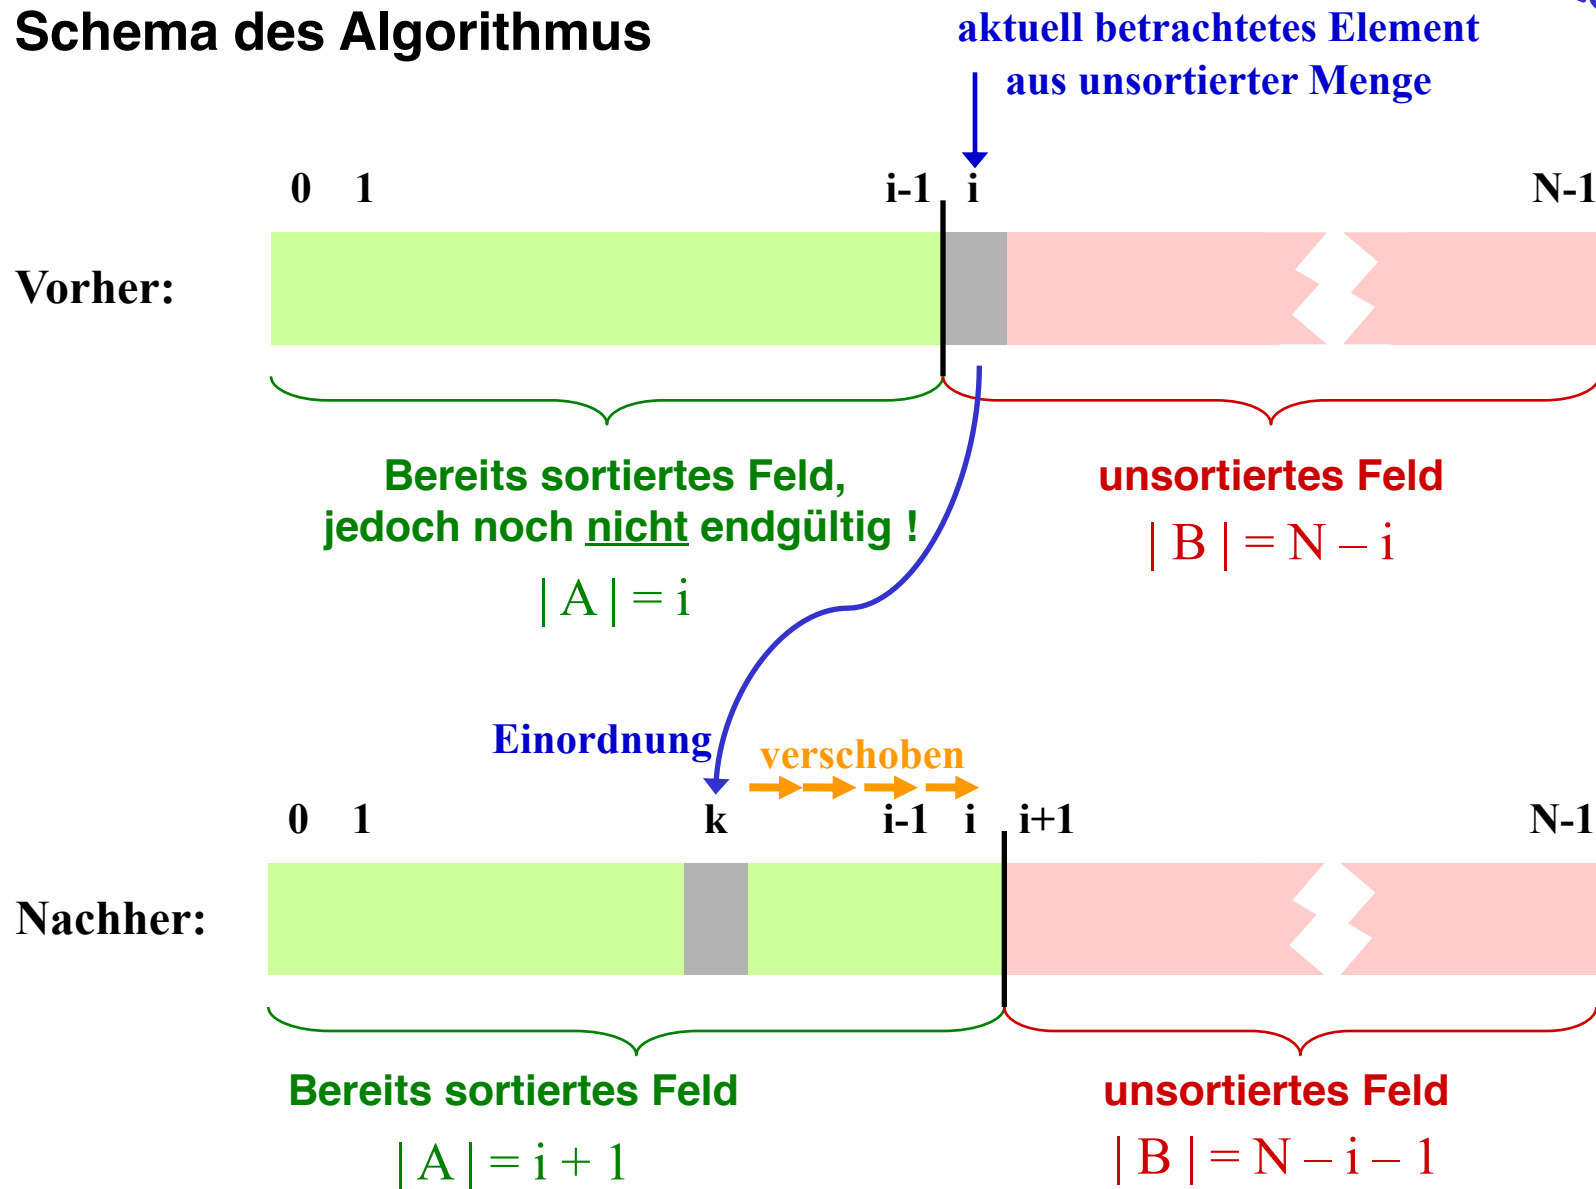 Schema des Algorithmus
aktuell betrachtetes Element
aus unsortierter Menge
0 1 i-1 i N-1
Vorher:
Bereits sortiertes Feld,
jedoch noch nicht endgültig !
| A | = i
unsortiertes Feld
| B | = N – i
Einordnung
verschoben
0 1 k i-1 i i+1 N-1
Nachher:
Bereits sortiertes Feld
| A | = i + 1
unsortiertes Feld
| B | = N – i – 1